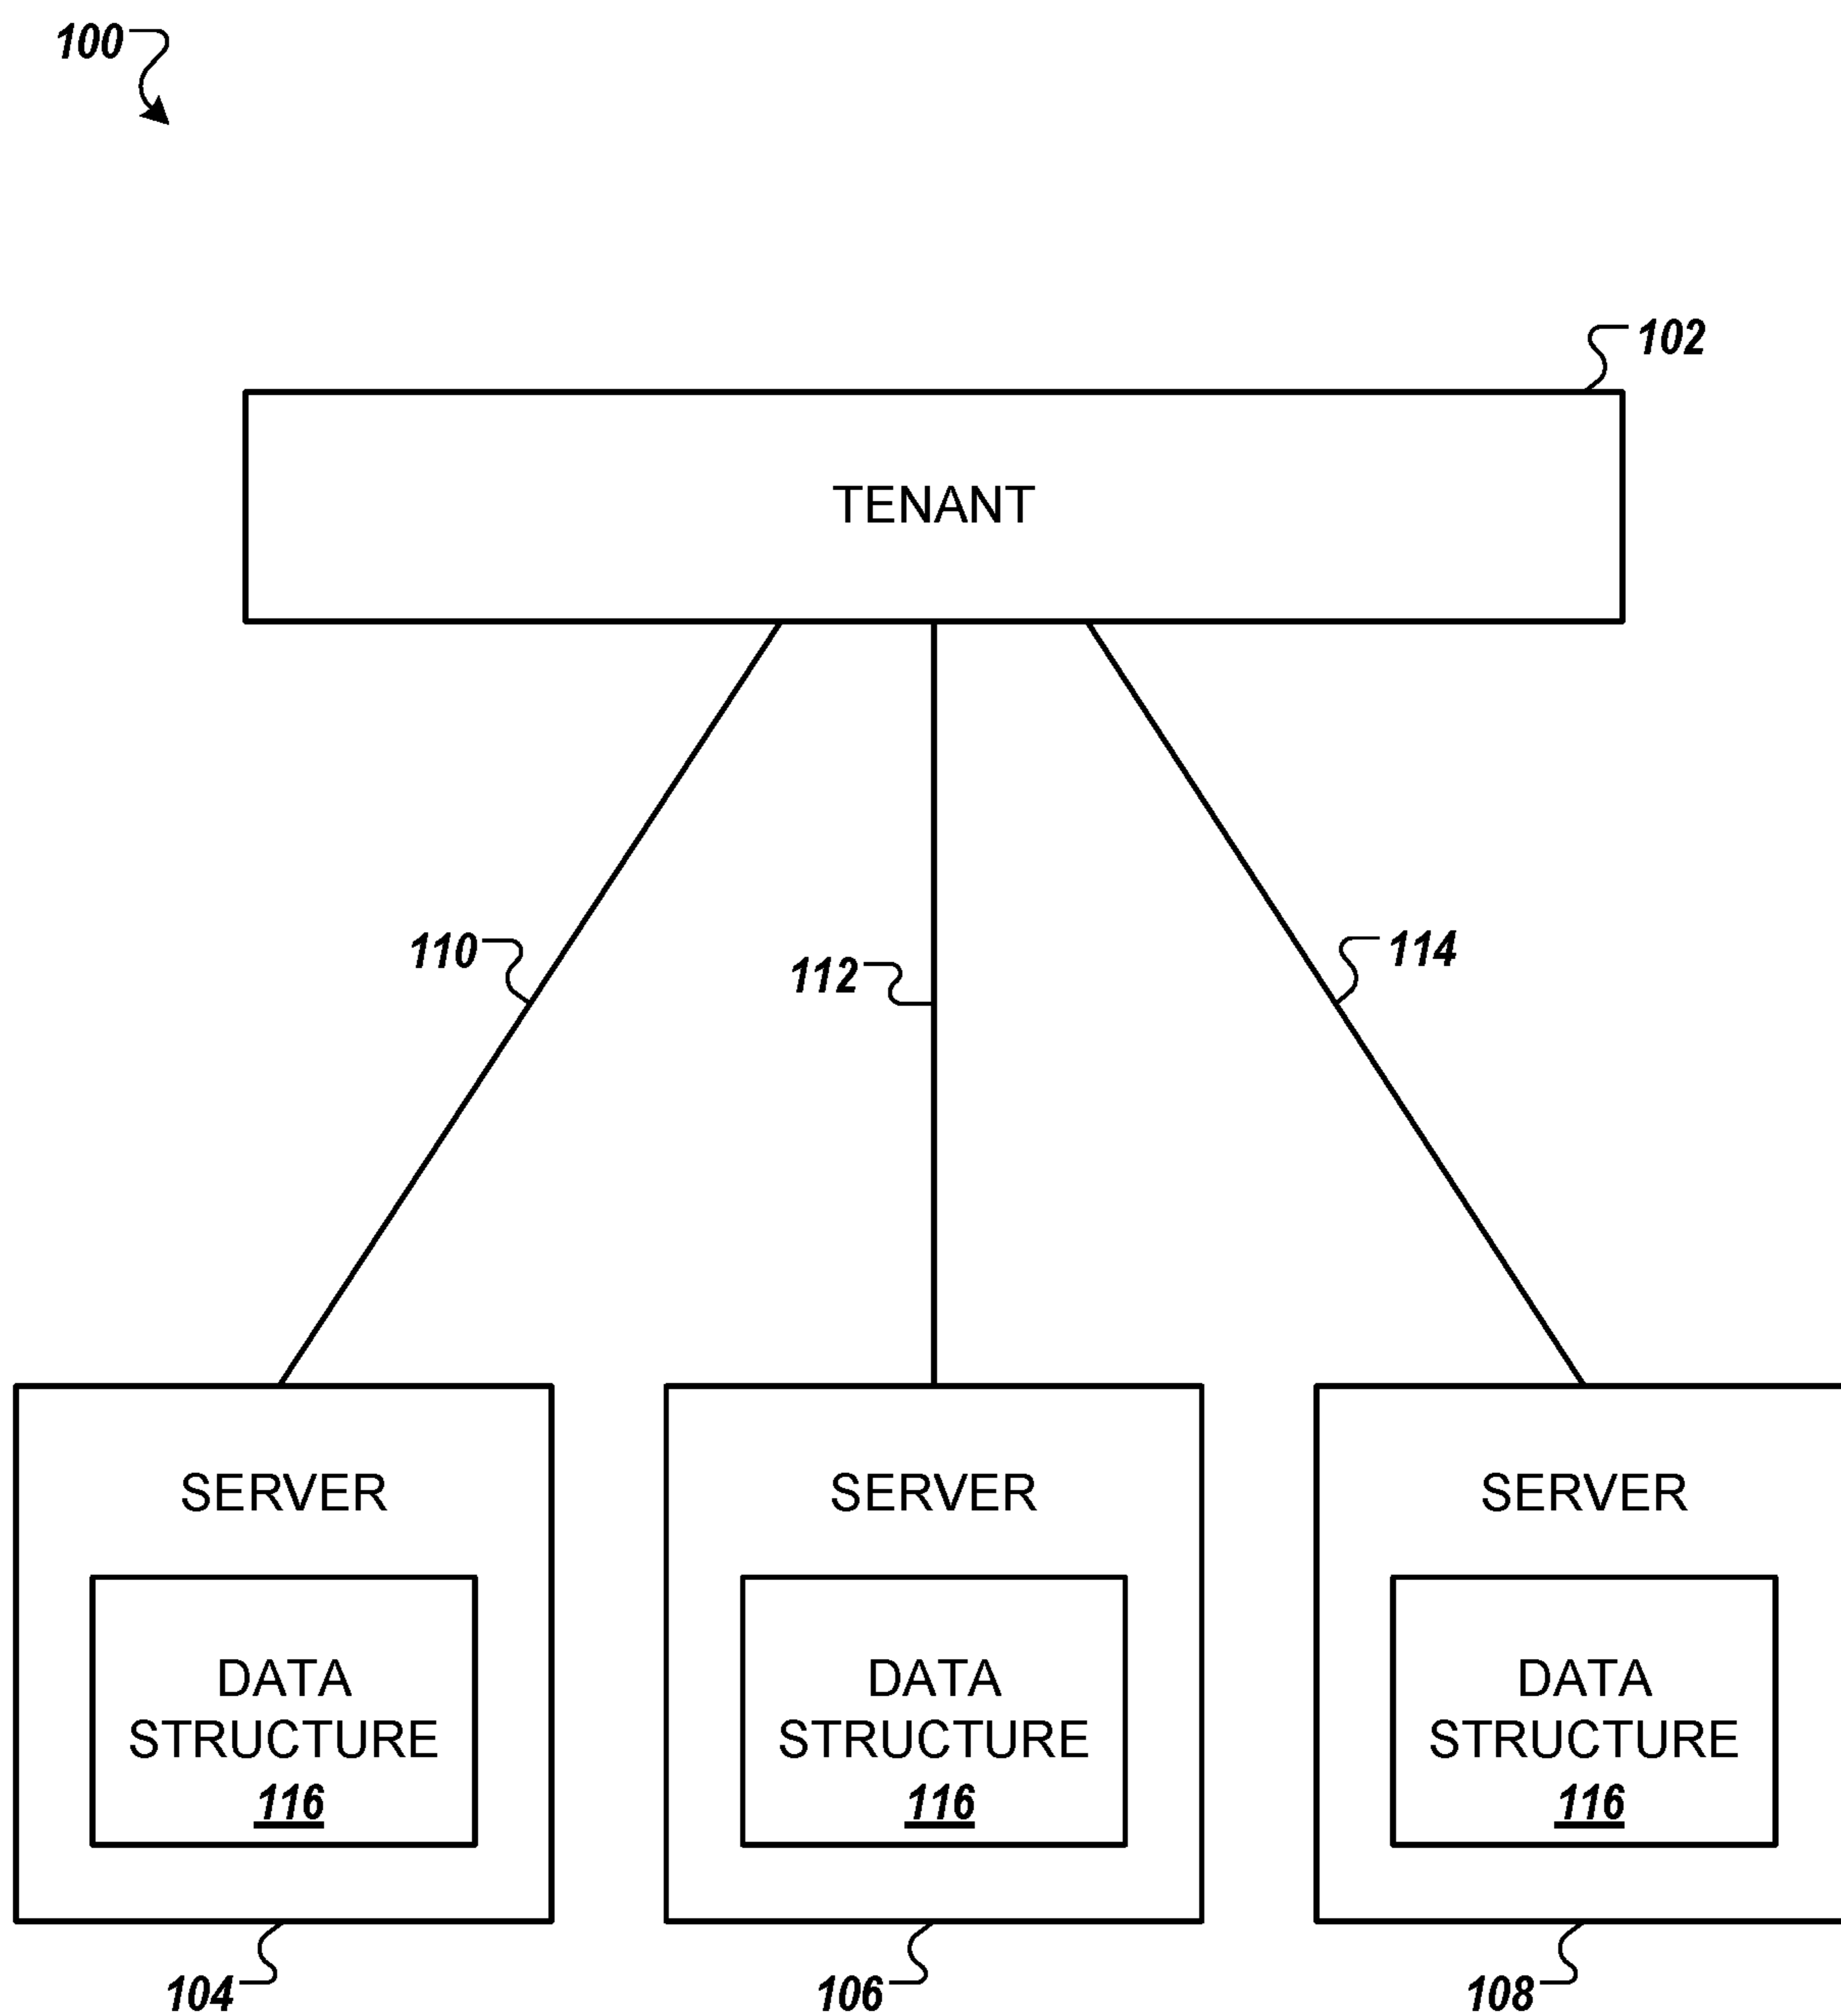 100
102
TENANT
110
112
114
SERVER
DATA
STRUCTURE
116
104
SERVER
DATA
STRUCTURE
116
106
SERVER
DATA
STRUCTURE
116
108